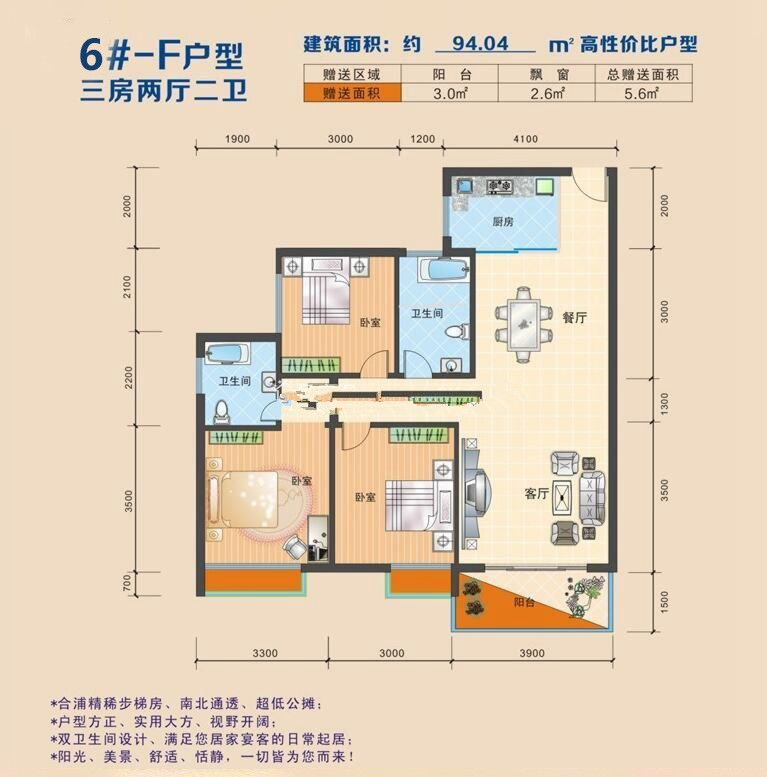 6#-F户型
三房两厅二卫
建筑面积：约 94.04 m² 高性价比户型
赠送区域 阳台 飘窗 总赠送面积
赠送面积 3.0㎡ 2.6㎡ 5.6㎡
1900 3000 1200 4100
2000
2100
2200
3500
700
2000
3000
1300
3500
1500
厨房
卧室
卫生间
餐厅
卫生间
卧室
卧室
客厅
阳台
3300 3000 3900
*合浦精稀步梯房、南北通透、超低公摊；
*户型方正、实用大方、视野开阔；
*双卫生间设计、满足您居家宴客的日常起居；
*阳光、美景、舒适、恬静，一切皆为您而来！